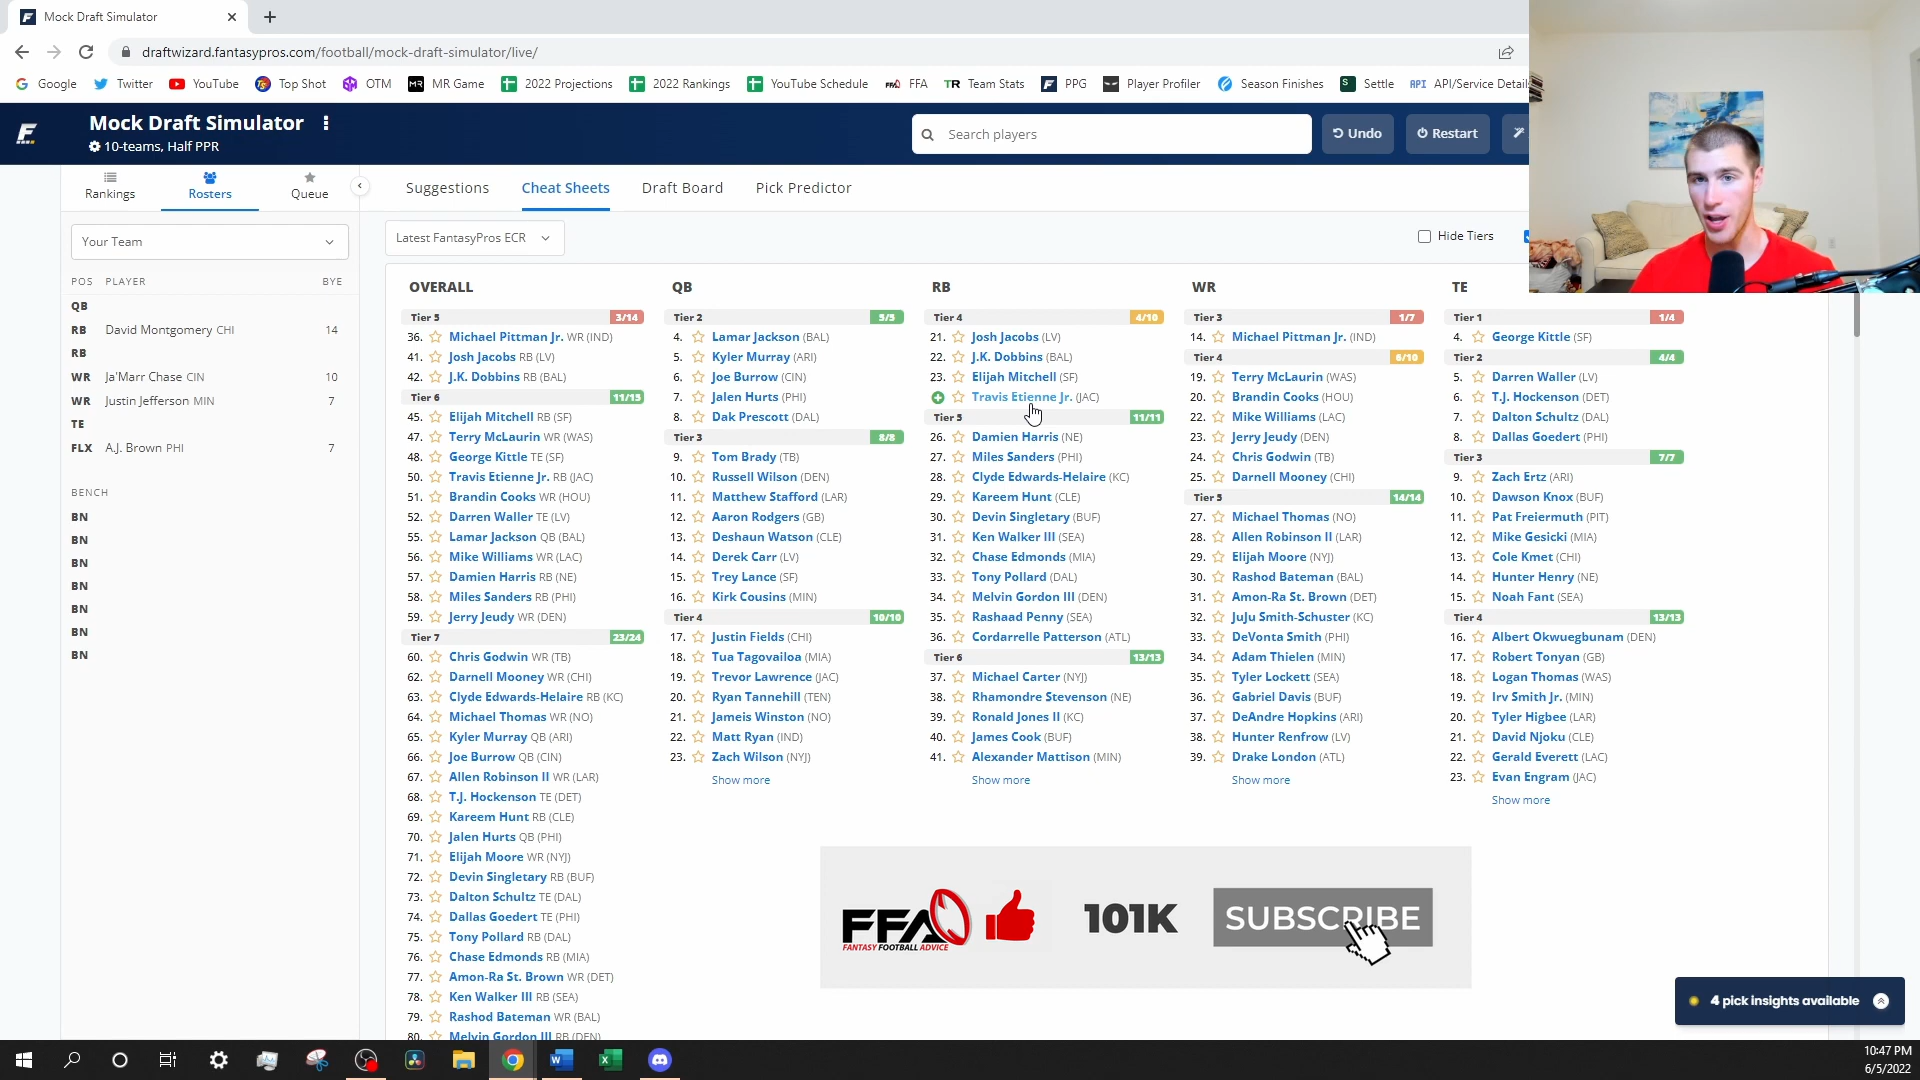 Mock Draft Simulator
draftwizard.fantasypros.com/football/mock-draft-simulator/live/
Google Twitter YouTube Top Shot OTM MR Game 2022 Projections 2022 Rankings YouTube Schedule FFA Team Stats PPG Player Profiler Season Finishes Settle API/Service Detail
Mock Draft Simulator
10-teams, Half PPR
Search players
Undo
Restart
Rankings
Rosters
Queue
Suggestions
Cheat Sheets
Draft Board
Pick Predictor
Your Team
Latest FantasyPros ECR
Hide Tiers
POS PLAYER BYE
QB
RB David Montgomery CHI 14
RB
WR Ja'Marr Chase CIN 10
WR Justin Jefferson MIN 7
TE
FLX A.J. Brown PHI 7
BENCH
BN
BN
BN
BN
BN
BN
BN
OVERALL
Tier 5 3/14
36. Michael Pittman Jr. WR (IND)
41. Josh Jacobs RB (LV)
42. J.K. Dobbins RB (BAL)
Tier 6 11/15
45. Elijah Mitchell RB (SF)
47. Terry McLaurin WR (WAS)
48. George Kittle TE (SF)
50. Travis Etienne Jr. RB (JAC)
51. Brandin Cooks WR (HOU)
52. Darren Waller TE (LV)
55. Lamar Jackson QB (BAL)
56. Mike Williams WR (LAC)
57. Damien Harris RB (NE)
58. Miles Sanders RB (PHI)
59. Jerry Jeudy WR (DEN)
Tier 7 23/24
60. Chris Godwin WR (TB)
62. Darnell Mooney WR (CHI)
63. Clyde Edwards-Helaire RB (KC)
64. Michael Thomas WR (NO)
65. Kyler Murray QB (ARI)
66. Joe Burrow QB (CIN)
67. Allen Robinson II WR (LAR)
68. T.J. Hockenson TE (DET)
69. Kareem Hunt RB (CLE)
70. Jalen Hurts QB (PHI)
71. Elijah Moore WR (NYJ)
72. Devin Singletary RB (BUF)
73. Dalton Schultz TE (DAL)
74. Dallas Goedert TE (PHI)
75. Tony Pollard RB (DAL)
76. Chase Edmonds RB (MIA)
77. Amon-Ra St. Brown WR (DET)
78. Ken Walker III RB (SEA)
79. Rashod Bateman WR (BAL)
80. Melvin Gordon III RB (DEN)
QB
Tier 2 5/5
4. Lamar Jackson (BAL)
5. Kyler Murray (ARI)
6. Joe Burrow (CIN)
7. Jalen Hurts (PHI)
8. Dak Prescott (DAL)
Tier 3 8/8
9. Tom Brady (TB)
10. Russell Wilson (DEN)
11. Matthew Stafford (LAR)
12. Aaron Rodgers (GB)
13. Deshaun Watson (CLE)
14. Derek Carr (LV)
15. Trey Lance (SF)
16. Kirk Cousins (MIN)
Tier 4 10/10
17. Justin Fields (CHI)
18. Tua Tagovailoa (MIA)
19. Trevor Lawrence (JAC)
20. Ryan Tannehill (TEN)
21. Jameis Winston (NO)
22. Matt Ryan (IND)
23. Zach Wilson (NYJ)
Show more
RB
Tier 4 4/10
21. Josh Jacobs (LV)
22. J.K. Dobbins (BAL)
23. Elijah Mitchell (SF)
Travis Etienne Jr. (JAC)
Tier 5 11/11
26. Damien Harris (NE)
27. Miles Sanders (PHI)
28. Clyde Edwards-Helaire (KC)
29. Kareem Hunt (CLE)
30. Devin Singletary (BUF)
31. Ken Walker III (SEA)
32. Chase Edmonds (MIA)
33. Tony Pollard (DAL)
34. Melvin Gordon III (DEN)
35. Rashaad Penny (SEA)
36. Cordarrelle Patterson (ATL)
Tier 6 13/13
37. Michael Carter (NYJ)
38. Rhamondre Stevenson (NE)
39. Ronald Jones II (KC)
40. James Cook (BUF)
41. Alexander Mattison (MIN)
Show more
WR
Tier 3 1/7
14. Michael Pittman Jr. (IND)
Tier 4 6/10
19. Terry McLaurin (WAS)
20. Brandin Cooks (HOU)
22. Mike Williams (LAC)
23. Jerry Jeudy (DEN)
24. Chris Godwin (TB)
25. Darnell Mooney (CHI)
Tier 5 14/14
27. Michael Thomas (NO)
28. Allen Robinson II (LAR)
29. Elijah Moore (NYJ)
30. Rashod Bateman (BAL)
31. Amon-Ra St. Brown (DET)
32. JuJu Smith-Schuster (KC)
33. DeVonta Smith (PHI)
34. Adam Thielen (MIN)
35. Tyler Lockett (SEA)
36. Gabriel Davis (BUF)
37. DeAndre Hopkins (ARI)
38. Hunter Renfrow (LV)
39. Drake London (ATL)
Show more
TE
Tier 1 1/4
4. George Kittle (SF)
Tier 2 4/4
5. Darren Waller (LV)
6. T.J. Hockenson (DET)
7. Dalton Schultz (DAL)
8. Dallas Goedert (PHI)
Tier 3 7/7
9. Zach Ertz (ARI)
10. Dawson Knox (BUF)
11. Pat Freiermuth (PIT)
12. Mike Gesicki (MIA)
13. Cole Kmet (CHI)
14. Hunter Henry (NE)
15. Noah Fant (SEA)
Tier 4 13/13
16. Albert Okwuegbunam (DEN)
17. Robert Tonyan (GB)
18. Logan Thomas (WAS)
19. Irv Smith Jr. (MIN)
20. Tyler Higbee (LAR)
21. David Njoku (CLE)
22. Gerald Everett (LAC)
23. Evan Engram (JAC)
Show more
FFA
FANTASY FOOTBALL ADVICE
101K
SUBSCRIBE
4 pick insights available
10:47 PM
6/5/2022